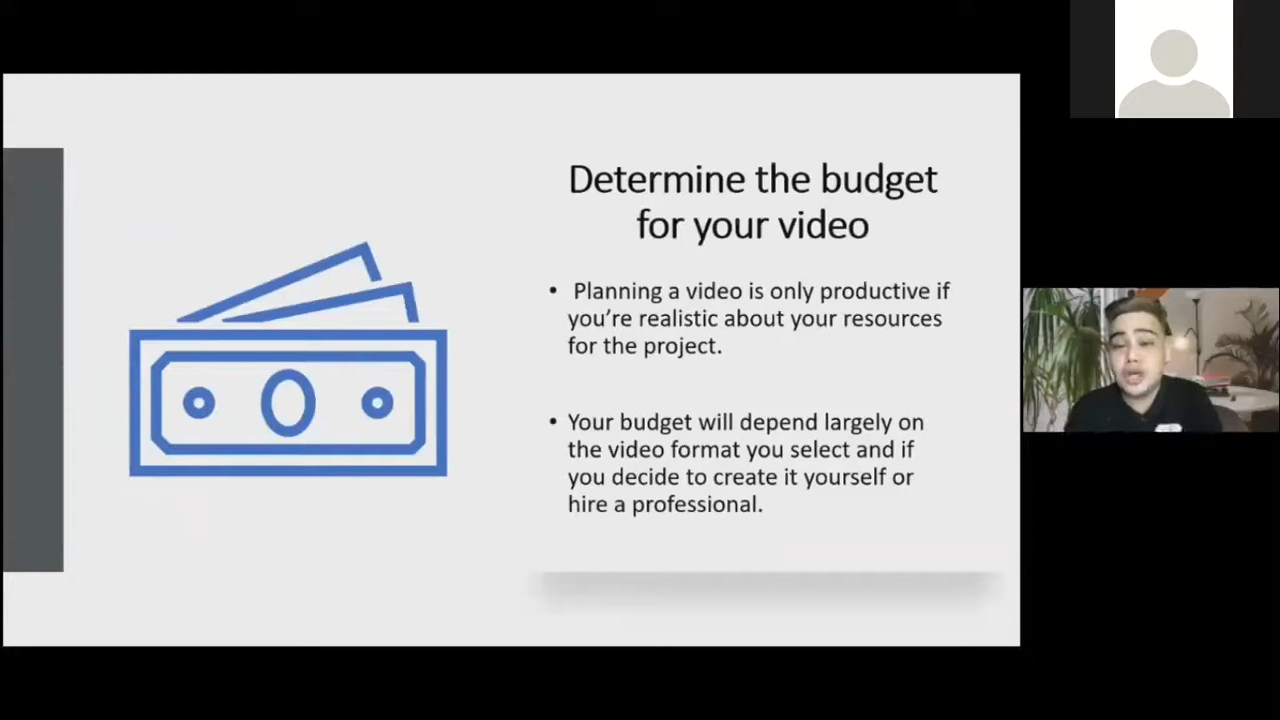 Determine the budget
for your video
• Planning a video is only productive if
you’re realistic about your resources
for the project.
• Your budget will depend largely on
the video format you select and if
you decide to create it yourself or
hire a professional.